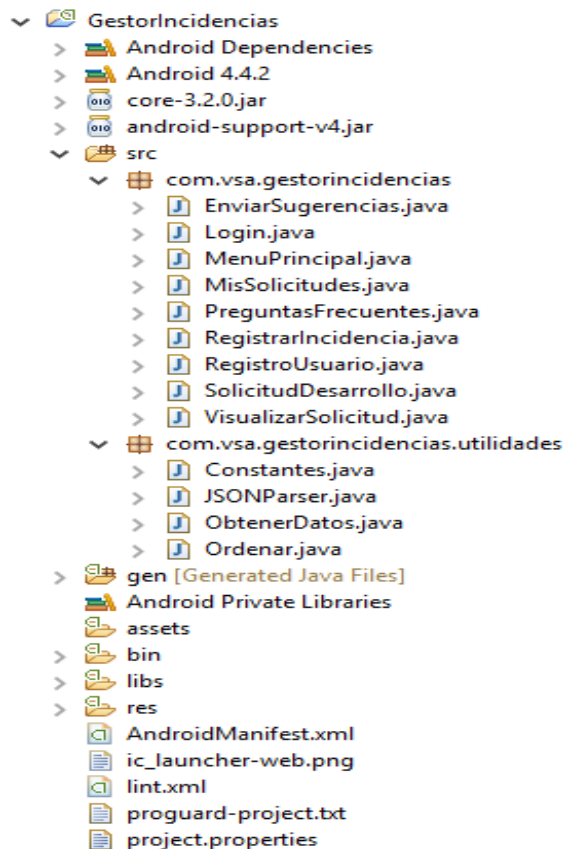 GestorIncidencias
Android Dependencies
Android 4.4.2
core-3.2.0.jar
android-support-v4.jar
src
com.vsa.gestorincidencias
EnviarSugerencias.java
Login.java
MenuPrincipal.java
MisSolicitudes.java
PreguntasFrecuentes.java
RegistrarIncidencia.java
RegistroUsuario.java
SolicitudDesarrollo.java
VisualizarSolicitud.java
com.vsa.gestorincidencias.utilidades
Constantes.java
JSONParser.java
ObtenerDatos.java
Ordenar.java
gen [Generated Java Files]
Android Private Libraries
assets
bin
libs
res
AndroidManifest.xml
ic_launcher-web.png
lint.xml
proguard-project.txt
project.properties